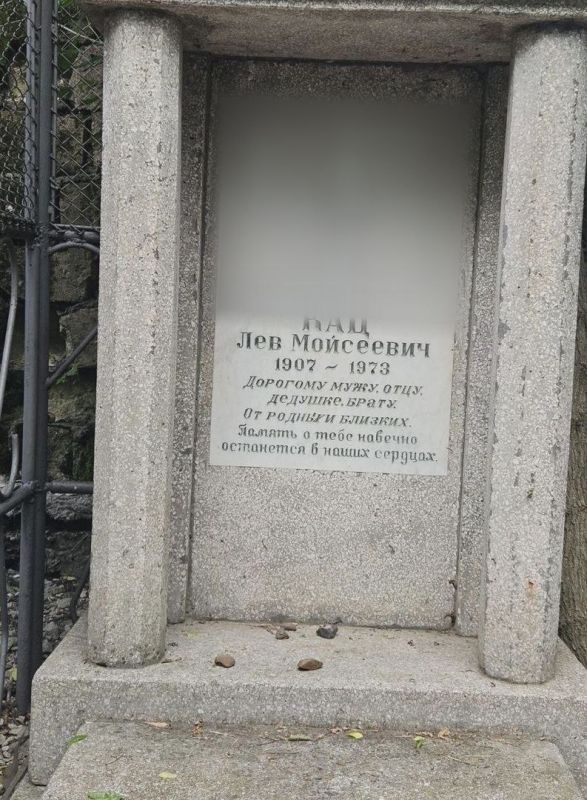 КАЦ
Лев Мойсеевич
1907 ~ 1973
Дорогому мужу, отцу,
дедушке, брату.
От родных и близких.
Память о тебе навечно
останется в наших сердцах.